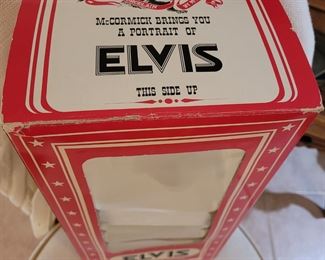 McCORMICK BRINGS YOU
A PORTRAIT OF
ELVIS
THIS SIDE UP
ELVIS